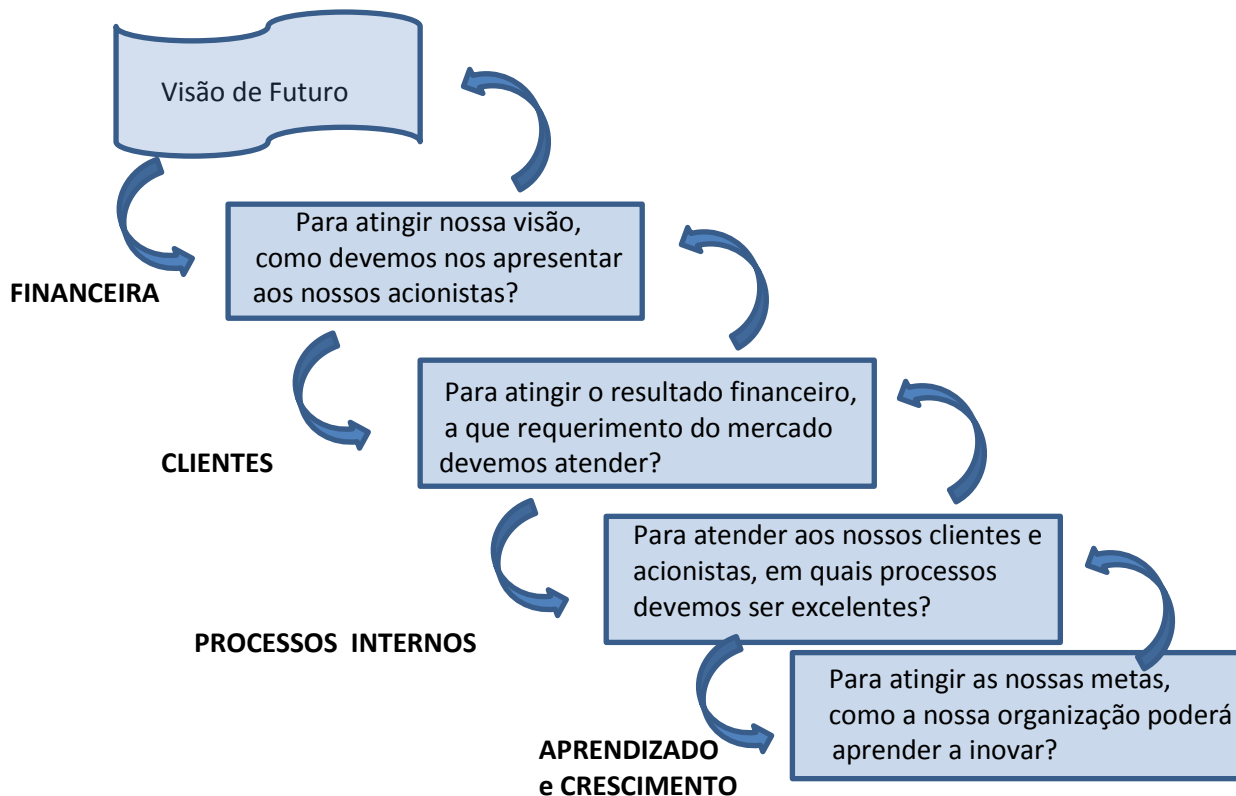 Visão de Futuro
Para atingir nossa visão,
como devemos nos apresentar
aos nossos acionistas?
FINANCEIRA
Para atingir o resultado financeiro,
a que requerimento do mercado
devemos atender?
CLIENTES
Para atender aos nossos clientes e
acionistas, em quais processos
devemos ser excelentes?
PROCESSOS INTERNOS
Para atingir as nossas metas,
como a nossa organização poderá
aprender a inovar?
APRENDIZADO
e CRESCIMENTO